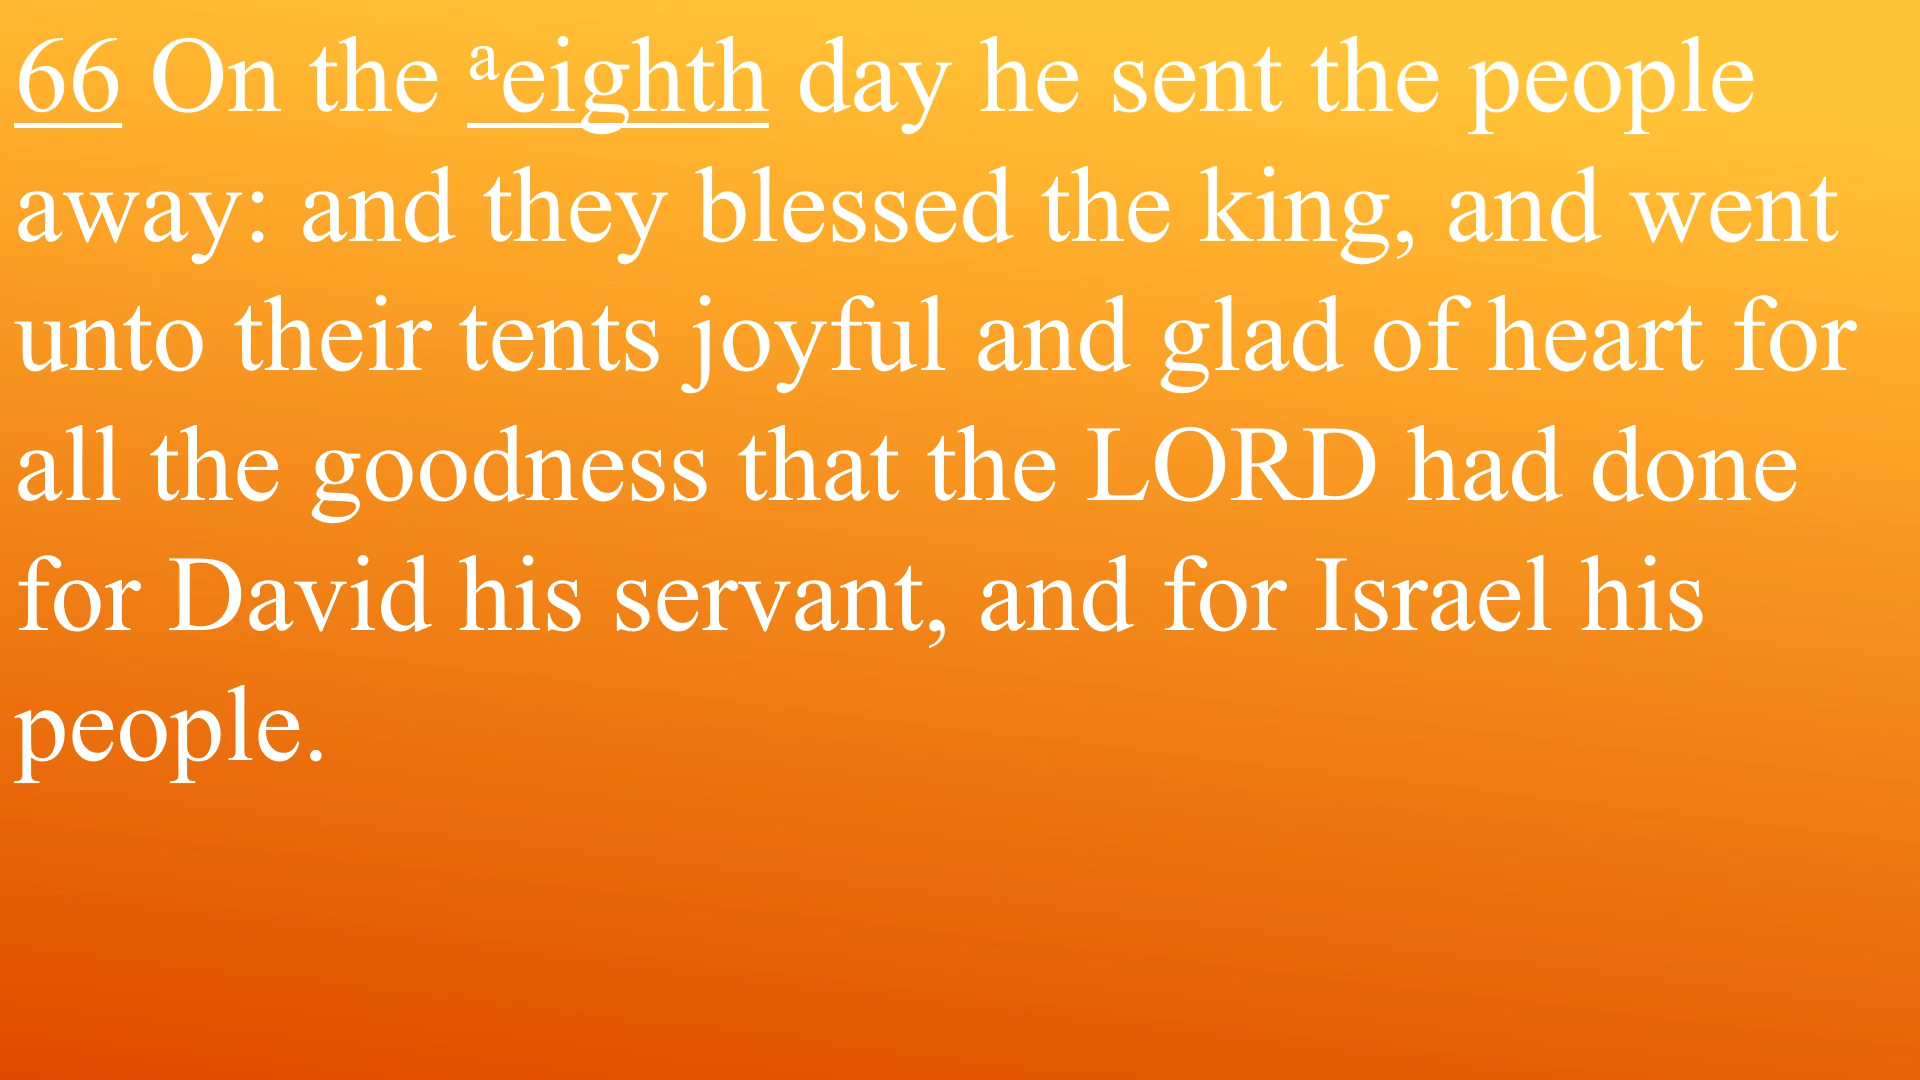 66 On the ᵃeighth day he sent the people
away: and they blessed the king, and went
unto their tents joyful and glad of heart for
all the goodness that the LORD had done
for David his servant, and for Israel his
people.